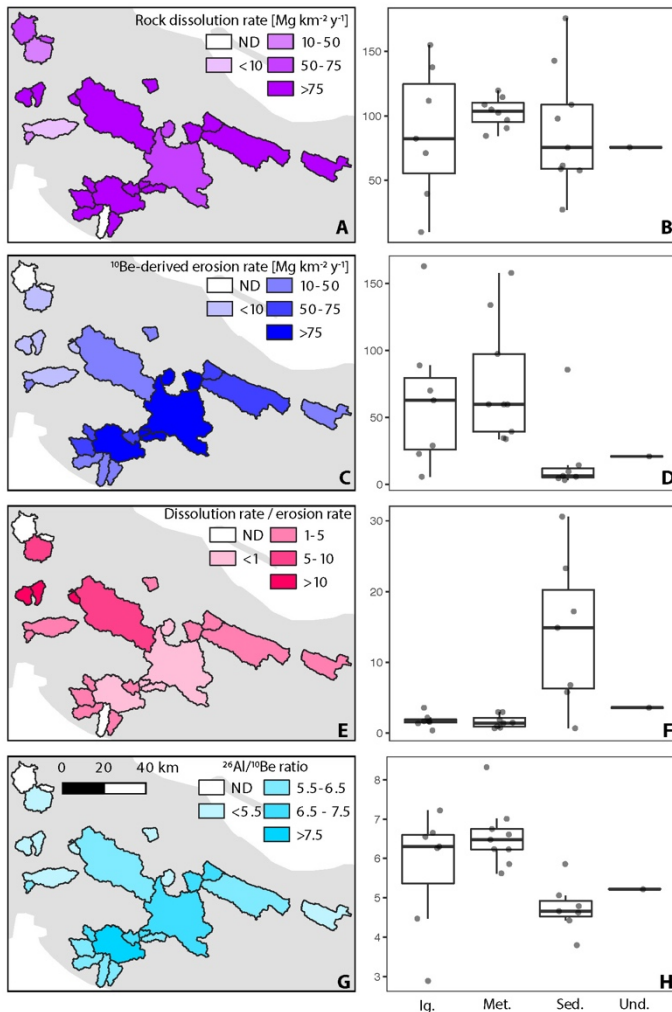 Rock dissolution rate [Mg km⁻² y⁻¹]
ND 10-50
<10 50-75
>75
A
150
100
50
B
¹⁰Be-derived erosion rate [Mg km⁻² y⁻¹]
ND 10-50
<10 50-75
>75
C
150
100
50
0
D
Dissolution rate / erosion rate
ND 1-5
<1 5-10
>10
E
30
20
10
0
F
0 20 40 km
²⁶Al/¹⁰Be ratio
ND 5.5-6.5
<5.5 6.5-7.5
>7.5
G
8
7
6
5
4
3
H
Ig. Met. Sed. Und.